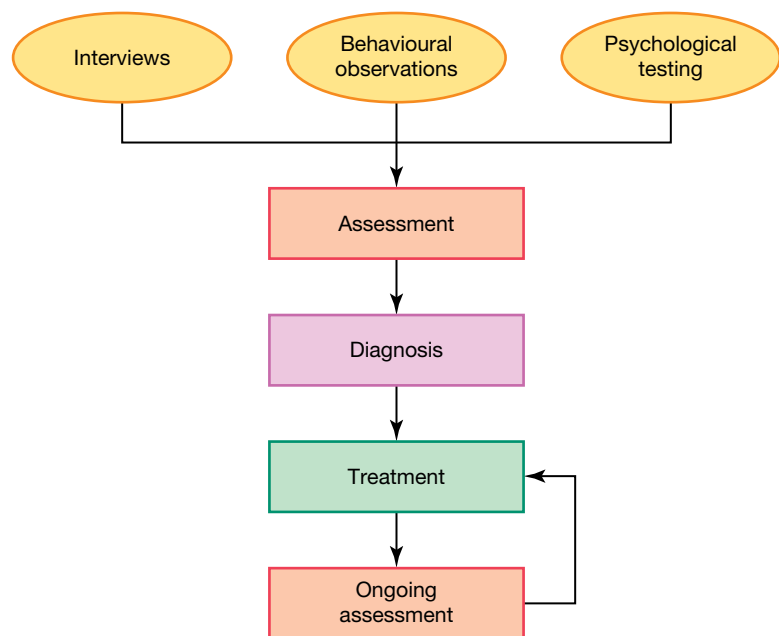 Interviews
Behavioural
observations
Psychological
testing
Assessment
Diagnosis
Treatment
Ongoing
assessment